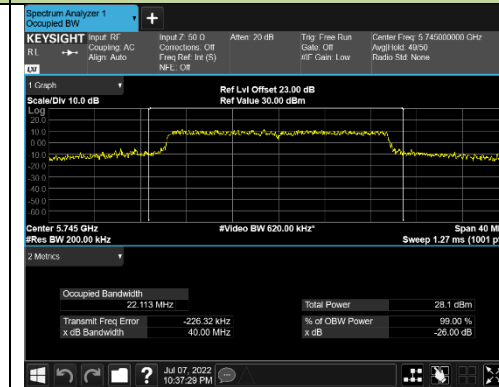 Spectrum Analyzer 1
Occupied BW
+
KEYSIGHT Input: RF
Coupling: AC
Align: Auto
Input Z: 50 Ω
Corrections: Off
Freq Ref: Int (S)
NFE: Off
Atten: 20 dB
Trig: Free Run
Gate: Off
#IF Gain: Low
Center Freq: 5.745000000 GHz
Avg|Hold: 49/50
Radio Std: None
RL
LXI
1 Graph
Scale/Div 10.0 dB
Ref Lvl Offset 23.00 dB
Ref Value 30.00 dBm
Log
20.0
10.0
0.00
-10.0
-20.0
-30.0
-40.0
-50.0
-60.0
Center 5.745 GHz
#Video BW 620.00 kHz*
Span 40 M
#Res BW 200.00 kHz
Sweep 1.27 ms (1001 p
2 Metrics
Occupied Bandwidth
22.113 MHz
Total Power 28.1 dBm
Transmit Freq Error -226.32 kHz
% of OBW Power 99.00 %
x dB Bandwidth 40.00 MHz
x dB -26.00 dB
?
Jul 07, 2022
10:37:29 PM